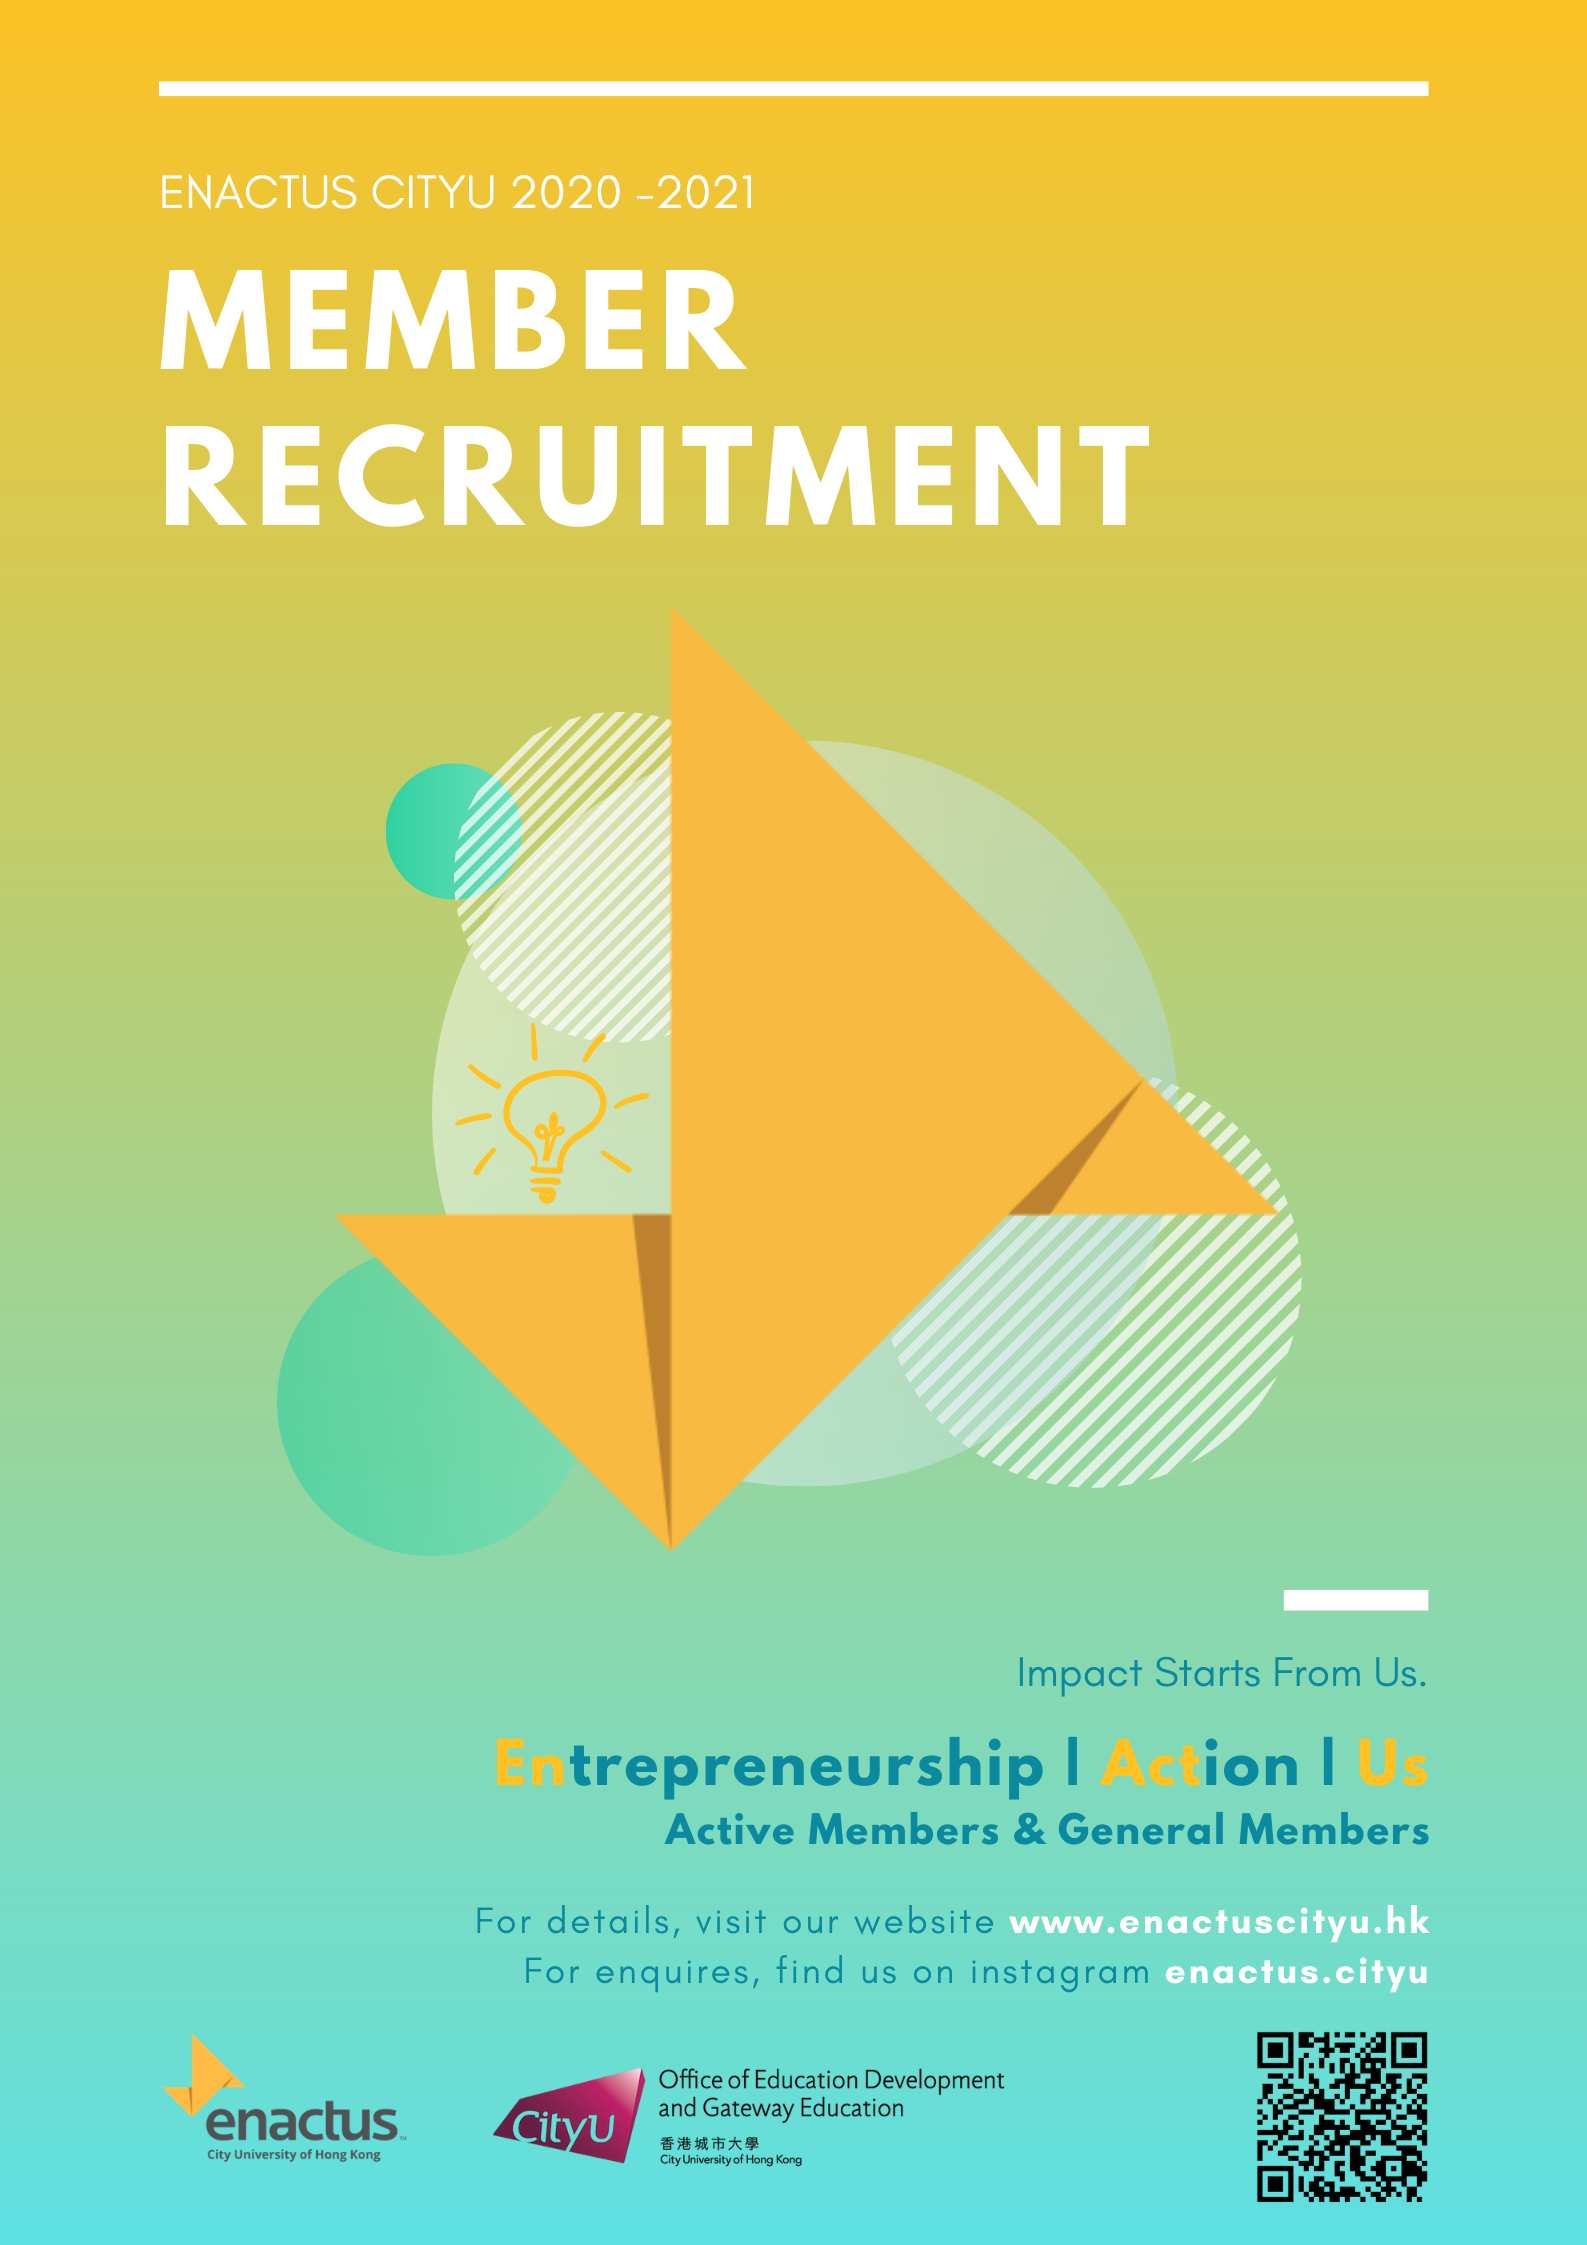 ENACTUS CITYU 2020 -2021
MEMBER
RECRUITMENT
Impact Starts From Us.
Entrepreneurship | Action | Us
Active Members & General Members
For details, visit our website www.enactuscityu.hk
For enquires, find us on instagram enactus.cityu
enactus™
City University of Hong Kong
CityU
Office of Education Development
and Gateway Education
香港城市大學
City University of Hong Kong